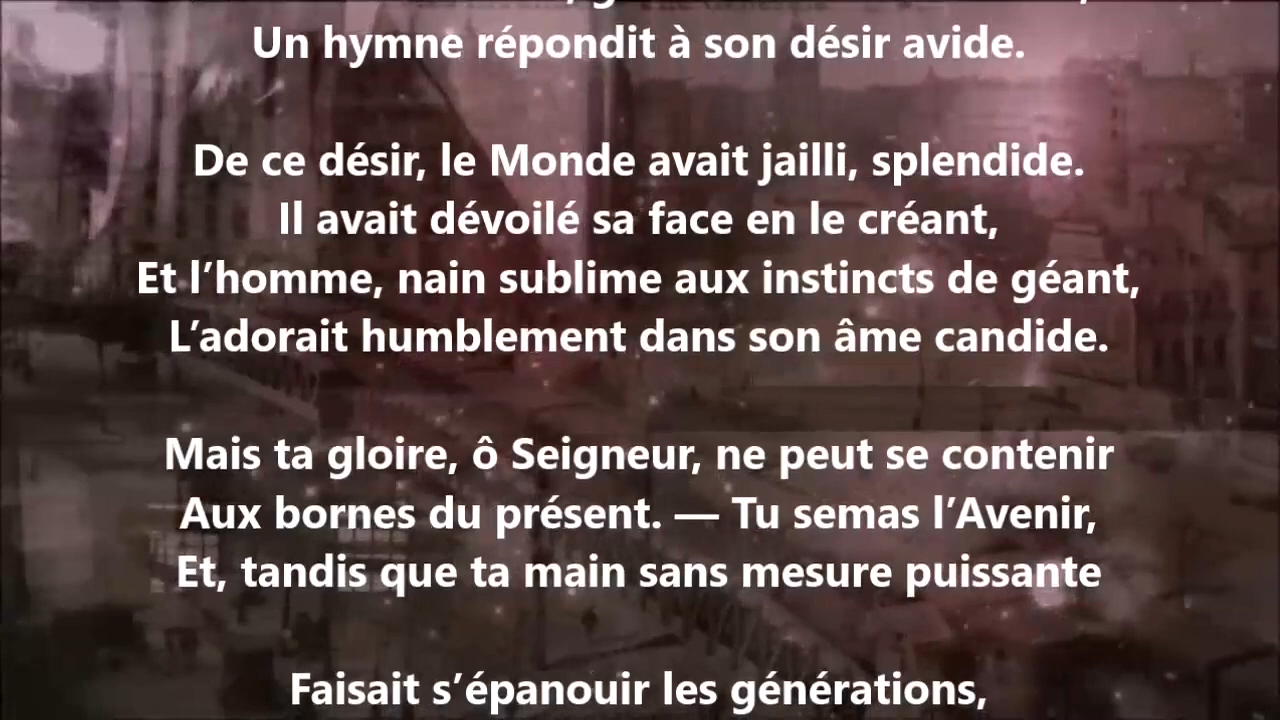 Un hymne répondit à son désir avide.
De ce désir, le Monde avait jailli, splendide.
Il avait dévoilé sa face en le créant,
Et l’homme, nain sublime aux instincts de géant,
L’adorait humblement dans son âme candide.
Mais ta gloire, ô Seigneur, ne peut se contenir
Aux bornes du présent. — Tu semas l’Avenir,
Et, tandis que ta main sans mesure puissante
Faisait s’épanouir les générations,